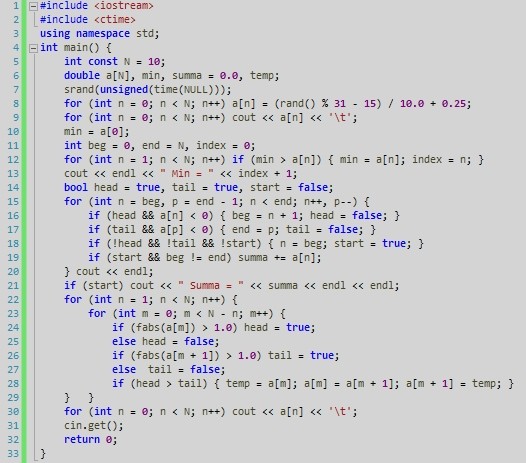 1 #include <iostream>
2 #include <ctime>
3 using namespace std;
4 int main() {
5 const int N = 10;
6 double a[N], min, summa = 0.0, temp;
7 srand(unsigned(time(NULL)));
8 for (int n = 0; n < N; n++) a[n] = (rand() % 31 - 15) / 10.0 + 0.25;
9 for (int n = 0; n < N; n++) cout << a[n] << '\t';
10 min = a[0];
11 int beg = 0, end = N, index = 0;
12 for (int n = 1; n < N; n++) if (min > a[n]) { min = a[n]; index = n; }
13 cout << endl << " Min = " << index + 1;
14 bool head = true, tail = true, start = false;
15 for (int n = beg, p = end - 1; n < end; n++, p--) {
16 if (head && a[n] < 0) { beg = n + 1; head = false; }
17 if (tail && a[p] < 0) { end = p; tail = false; }
18 if (!head && !tail && !start) { n = beg; start = true; }
19 if (start && beg != end) summa += a[n];
20 } cout << endl;
21 if (start) cout << " Summa = " << summa << endl << endl;
22 for (int n = 1; n < N; n++) {
23 for (int m = 0; m < N - n; m++) {
24 if (fabs(a[m]) > 1.0) head = true;
25 else head = false;
26 if (fabs(a[m + 1]) > 1.0) tail = true;
27 else tail = false;
28 if (head > tail) { temp = a[m]; a[m] = a[m + 1]; a[m + 1] = temp; }
29 } }
30 for (int n = 0; n < N; n++) cout << a[n] << '\t';
31 cin.get();
32 return 0;
33 }